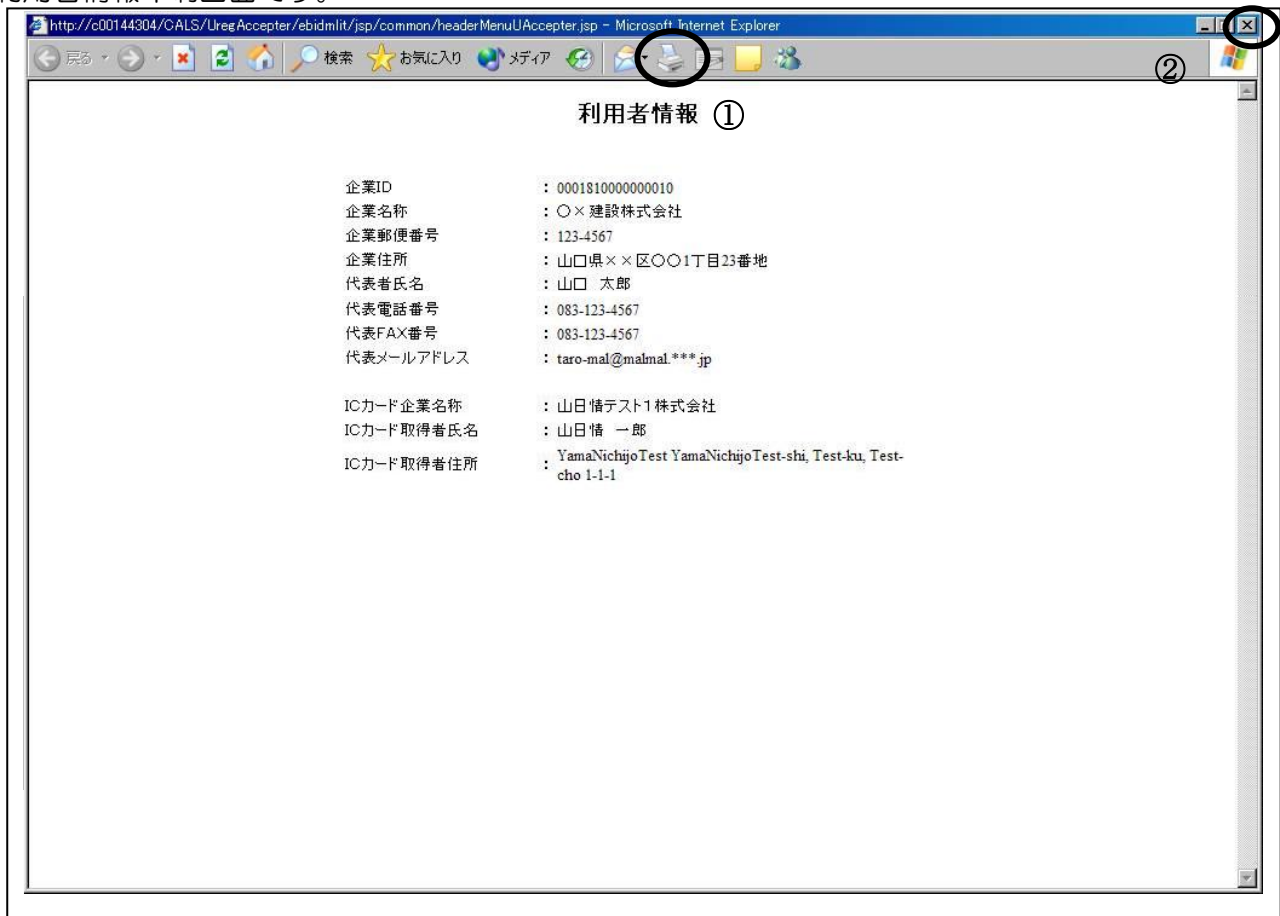 http://c00144304/CALS/UregAccepter/ebidmlit/jsp/common/headerMenuUAccepter.jsp - Microsoft Internet Explorer
戻る 検索 お気に入り メディア
②
利用者情報 ①
企業ID : 0001810000000010
企業名称 : ○×建設株式会社
企業郵便番号 : 123-4567
企業住所 : 山口県××区○○1丁目23番地
代表者氏名 : 山口 太郎
代表電話番号 : 083-123-4567
代表FAX番号 : 083-123-4567
代表メールアドレス : taro-mal@malmal.***.jp
ICカード企業名称 : 山日情テスト1株式会社
ICカード取得者氏名 : 山日情 一郎
ICカード取得者住所 : YamaNichijoTest YamaNichijoTest-shi, Test-ku, Test-
cho 1-1-1